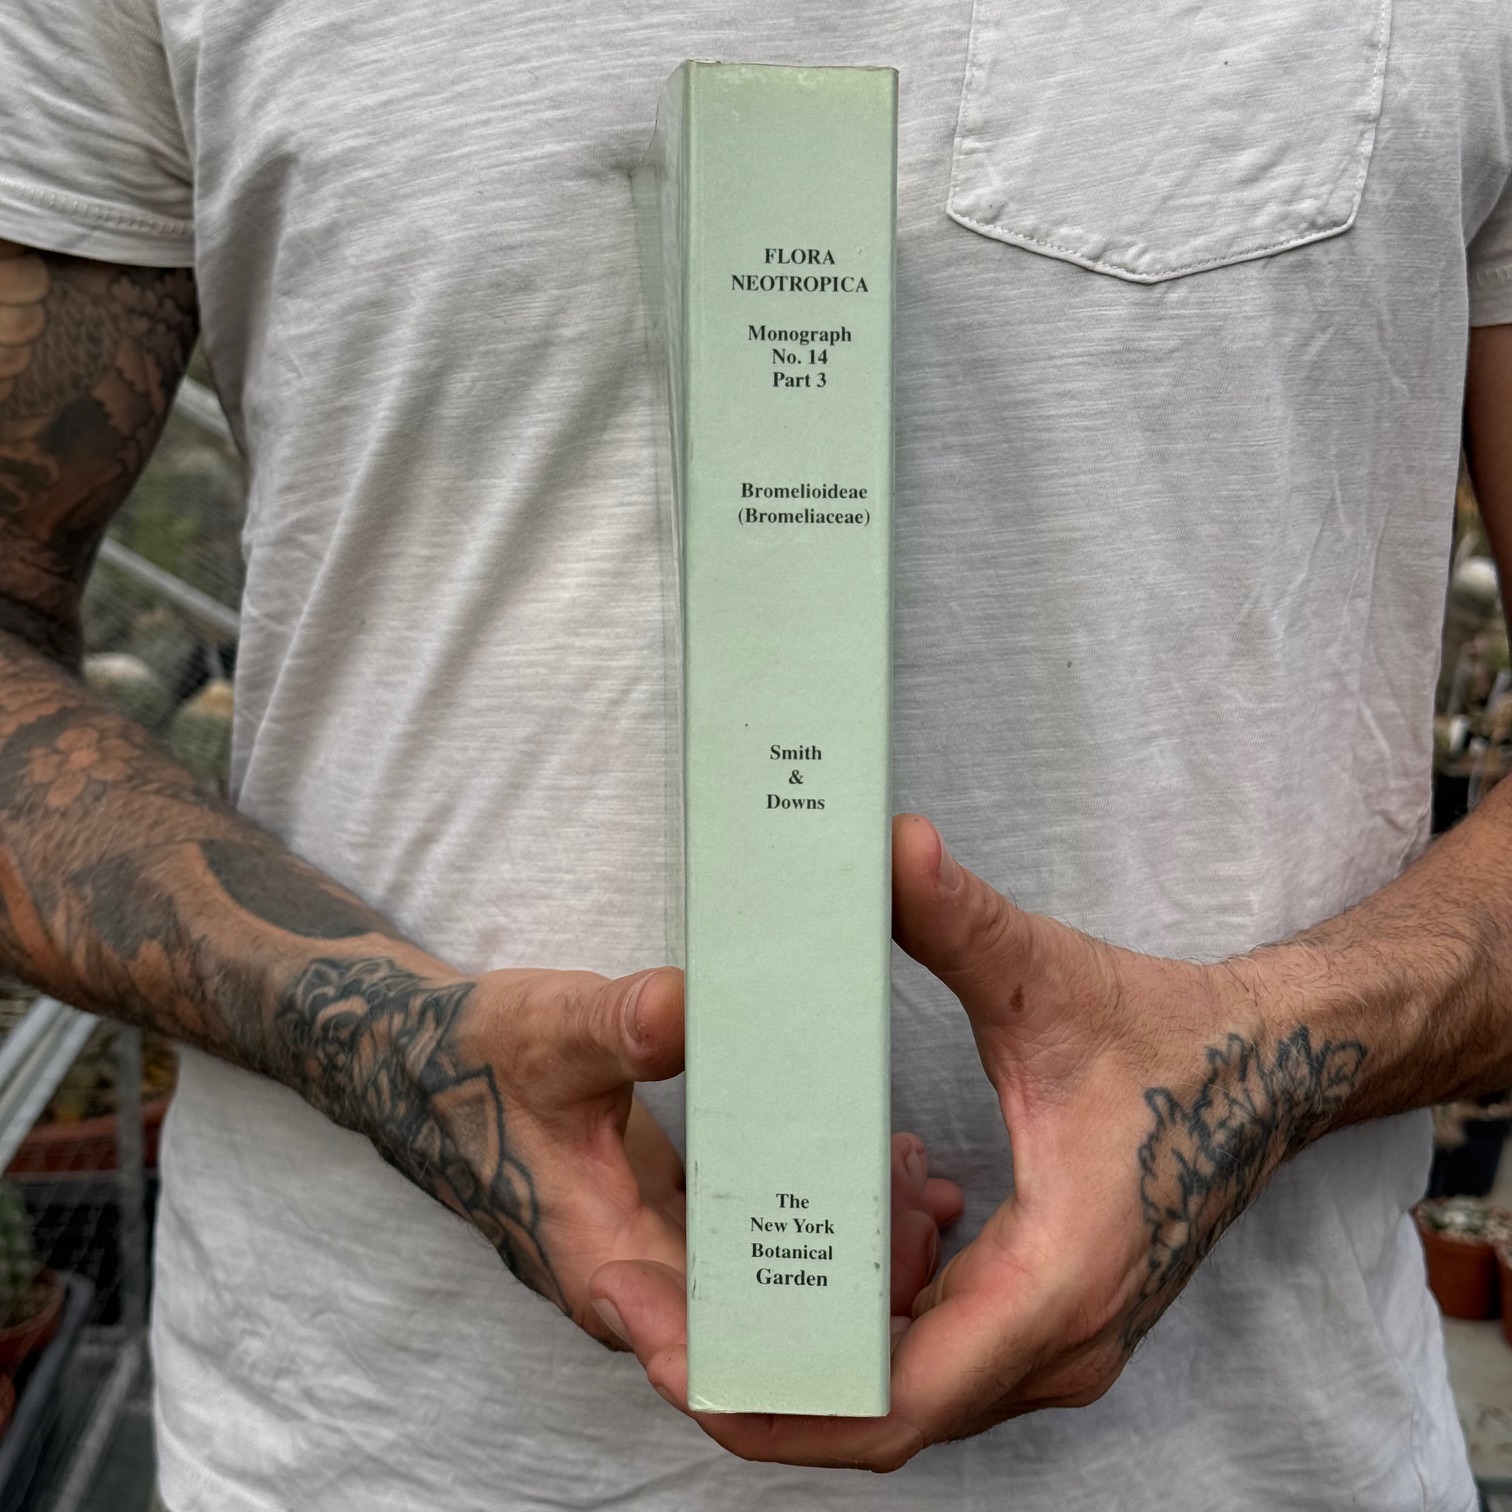 FLORA
NEOTROPICA
Monograph
No. 14
Part 3
Bromelioideae
(Bromeliaceae)
Smith
&
Downs
The
New York
Botanical
Garden